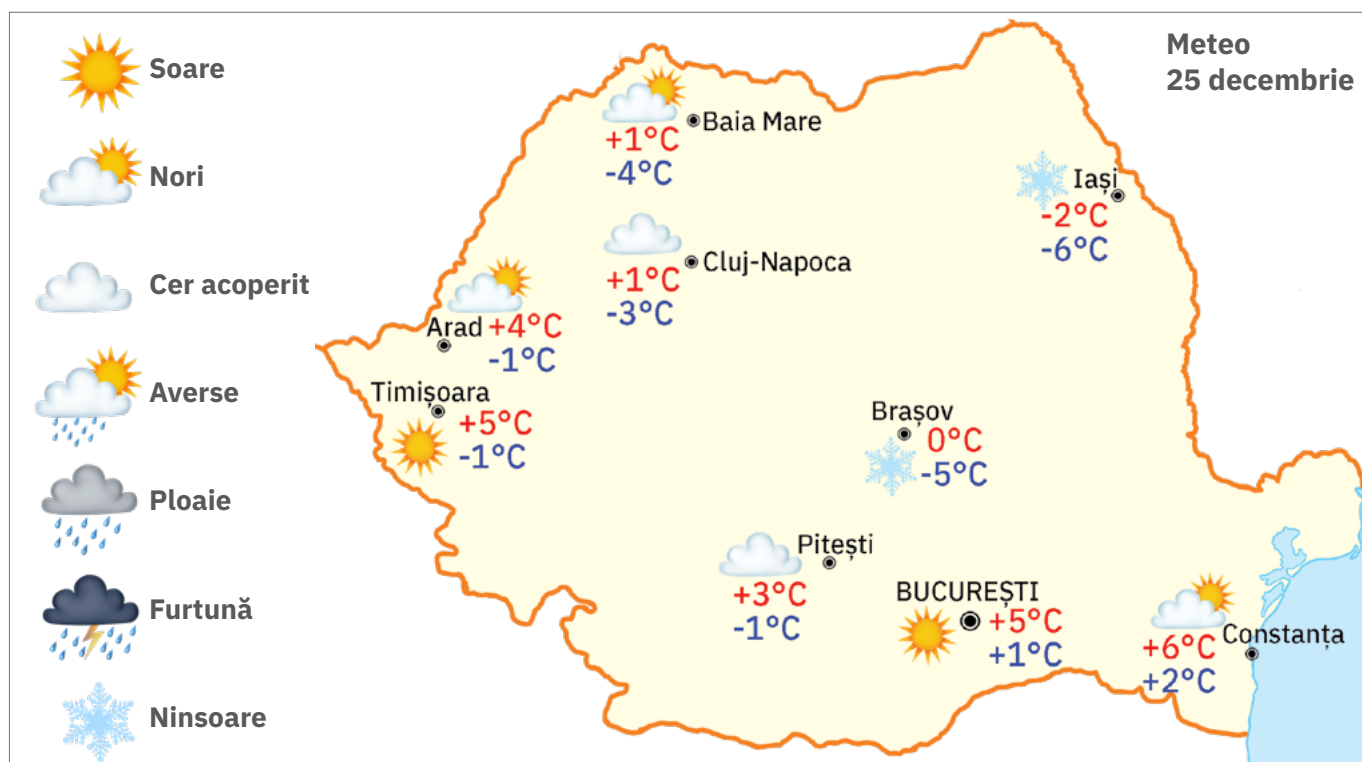 Soare
Nori
Cer acoperit
Averse
Ploaie
Furtună
Ninsoare
Meteo
25 decembrie
Baia Mare
+1°C
-4°C
Iași
-2°C
-6°C
Cluj-Napoca
+1°C
-3°C
Arad +4°C
-1°C
Timișoara
+5°C
-1°C
Brașov
0°C
-5°C
Pitești
+3°C
-1°C
BUCUREȘTI
+5°C
+1°C
Constanța
+6°C
+2°C